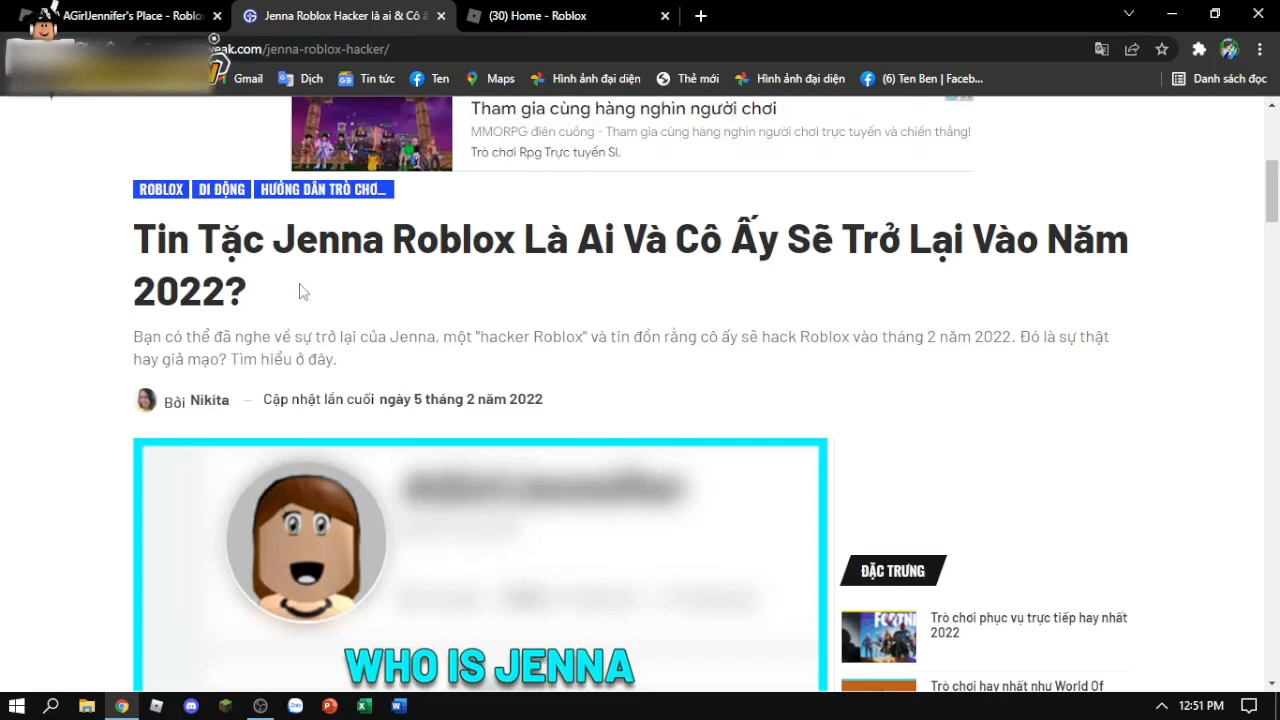 AGirlJennifer's Place - Roblox
Jenna Roblox Hacker là ai & Cô ấ
(30) Home - Roblox
weak.com/jenna-roblox-hacker/
Gmail
Dịch
Tin tức
Ten
Maps
Hình ảnh đại diện
Thẻ mới
Hình ảnh đại diện
(6) Ten Ben | Faceb...
Danh sách đọc
Tham gia cùng hàng nghìn người chơi
MMORPG điên cuồng - Tham gia cùng hàng nghìn người chơi trực tuyến và chiến thắng!
Trò chơi Rpg Trực tuyến SI.
ROBLOX
DI ĐỘNG
HƯỚNG DẪN TRÒ CHƠ...
Tin Tặc Jenna Roblox Là Ai Và Cô Ấy Sẽ Trở Lại Vào Năm
2022?
Bạn có thể đã nghe về sự trở lại của Jenna, một "hacker Roblox" và tin đồn rằng cô ấy sẽ hack Roblox vào tháng 2 năm 2022. Đó là sự thật
hay giả mạo? Tìm hiểu ở đây.
Bởi Nikita
Cập nhật lần cuối ngày 5 tháng 2 năm 2022
WHO IS JENNA
ĐẶC TRƯNG
FORTNI
Trò chơi phục vụ trực tiếp hay nhất
2022
Trò chơi hay nhất như World Of
Zalo
12:51 PM